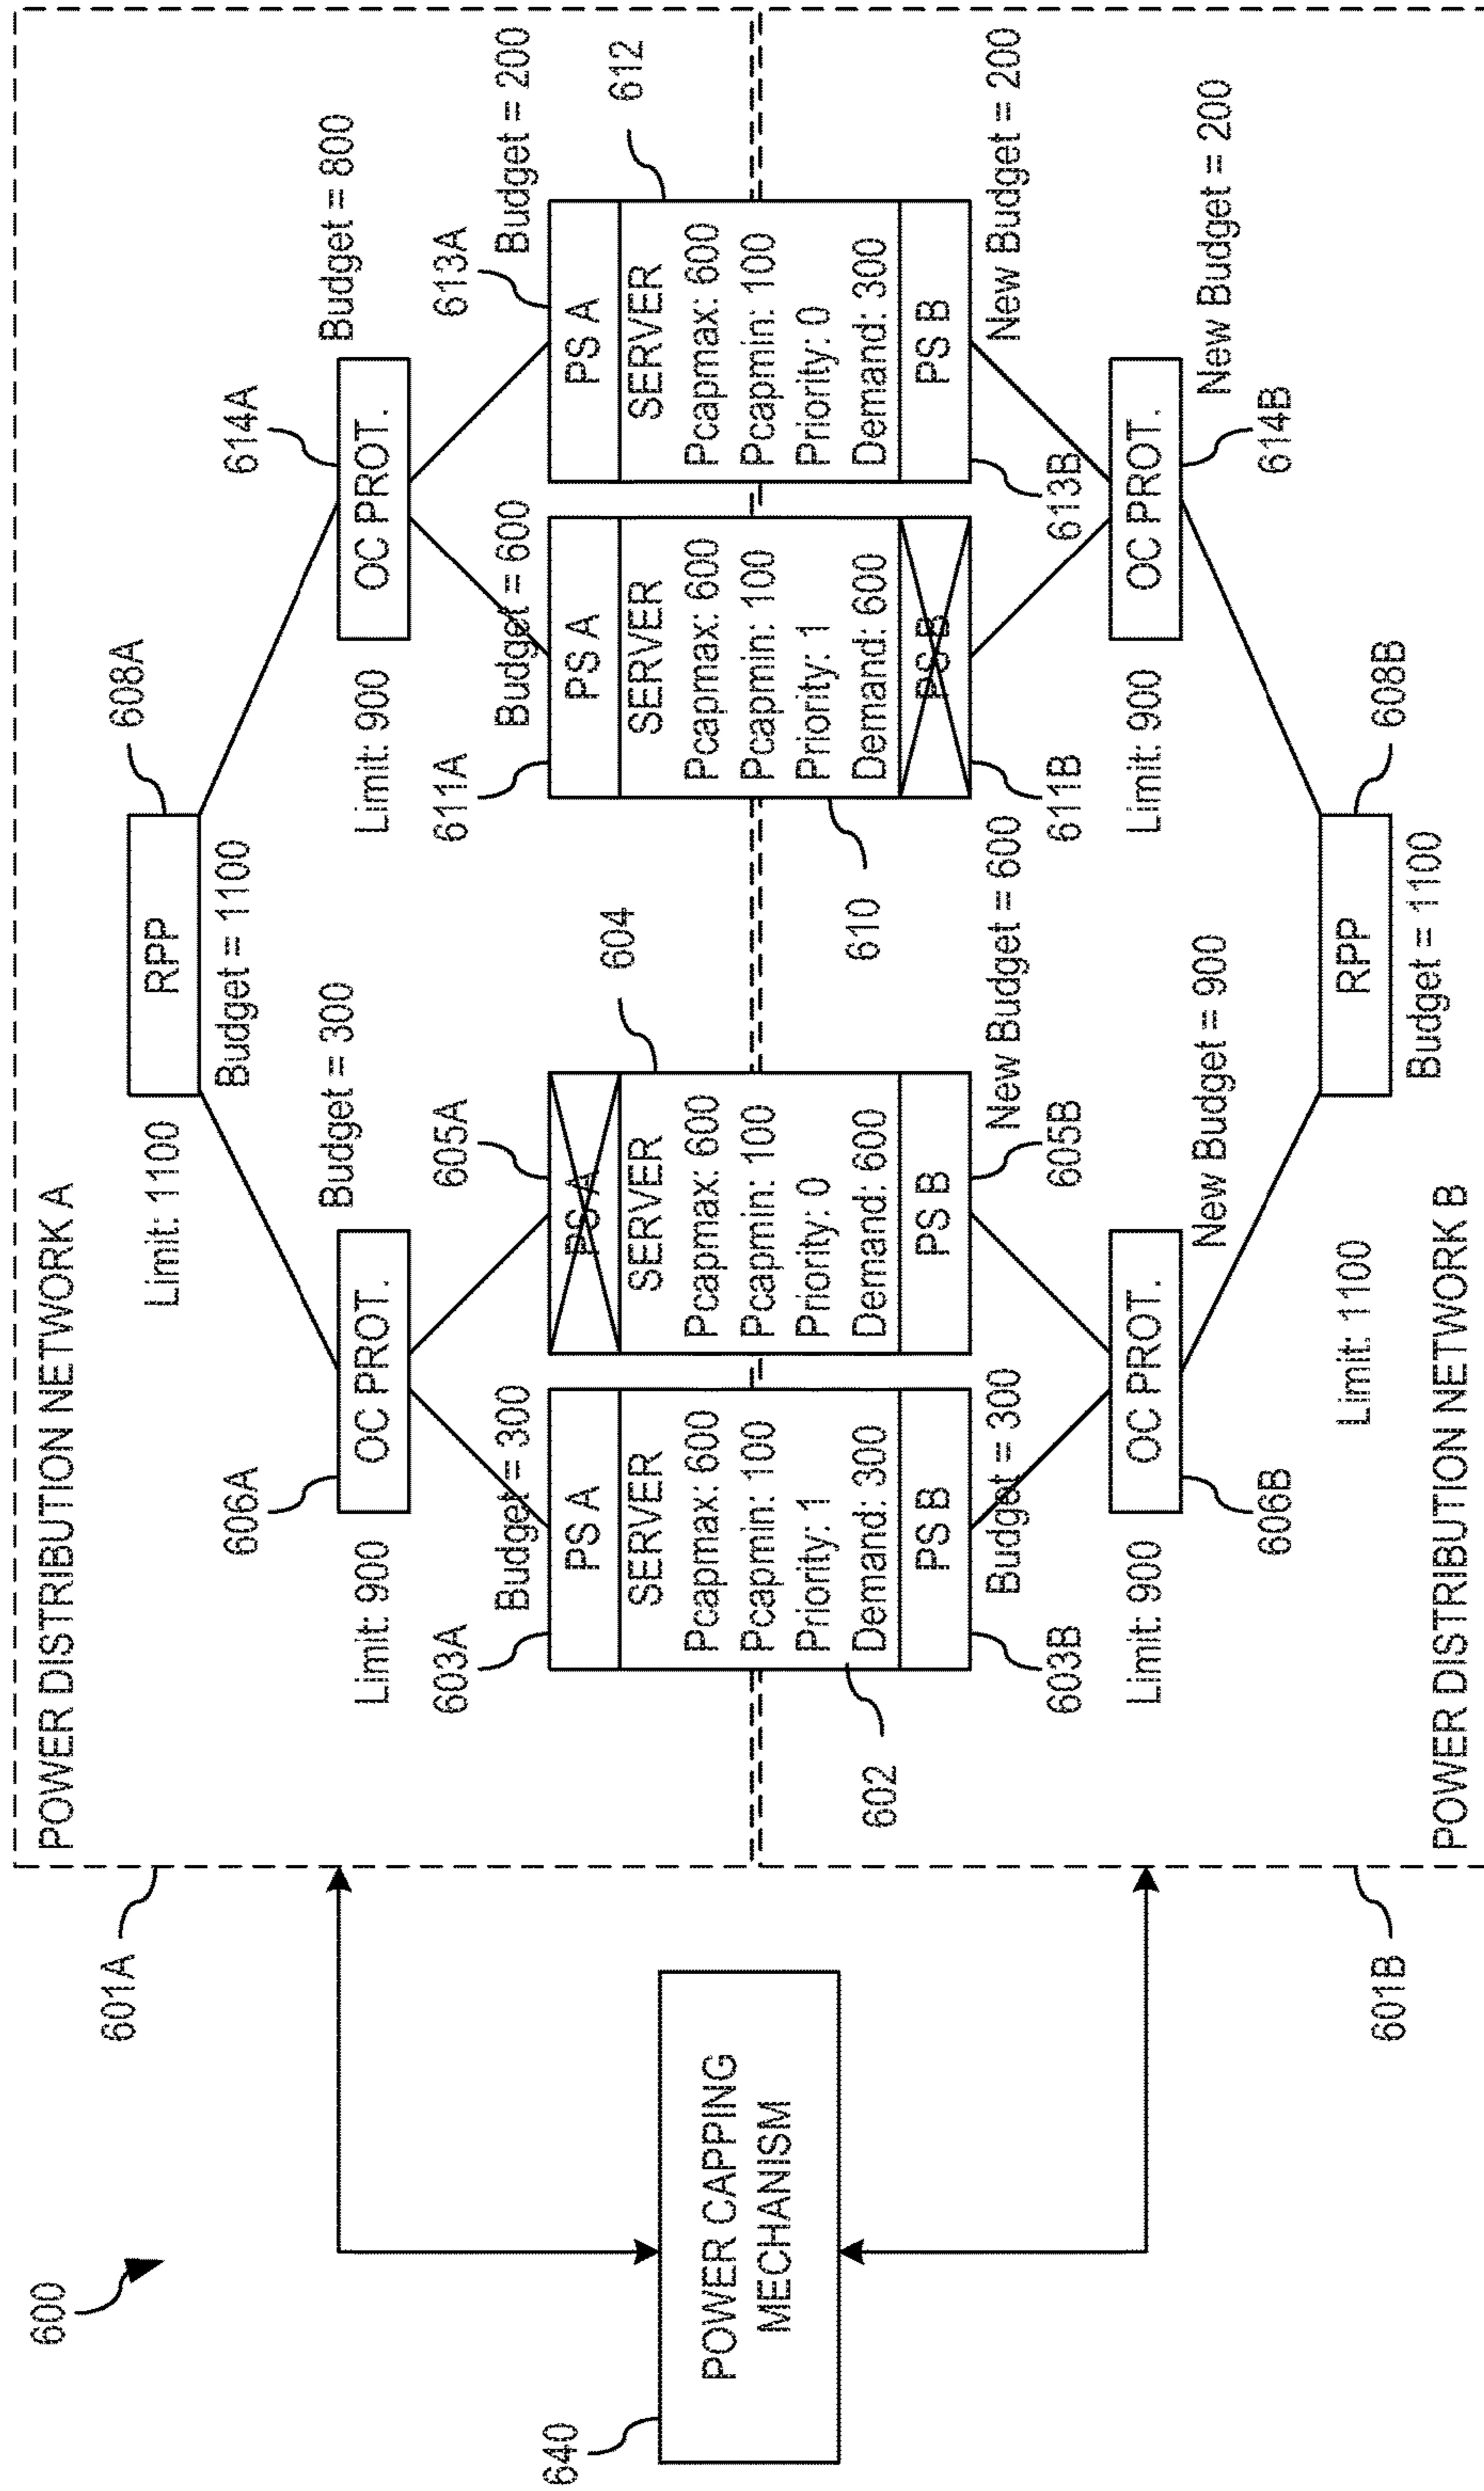 600
640
POWER CAPPING
MECHANISM
601A
601B
POWER DISTRIBUTION NETWORK A
Limit: 1100
RPP
608A
Budget = 1100
606A
Limit: 900
OC PROT.
Budget = 300
614A
Limit: 900
OC PROT.
Budget = 800
603A
Budget = 300
605A
611A
Budget = 600
613A
Budget = 200
PS A
SERVER
Pcapmax: 600
Pcapmin: 100
Priority: 1
Demand: 300
PS B
602
PS A
SERVER
Pcapmax: 600
Pcapmin: 100
Priority: 0
Demand: 600
PS B
604
PS A
SERVER
Pcapmax: 600
Pcapmin: 100
Priority: 1
Demand: 600
PS B
610
PS A
SERVER
Pcapmax: 600
Pcapmin: 100
Priority: 0
Demand: 300
PS B
612
603B
Budget = 300
605B
New Budget = 600
611B
613B
New Budget = 200
Limit: 900
OC PROT.
606B
New Budget = 900
Limit: 900
OC PROT.
614B
New Budget = 200
Limit: 1100
RPP
608B
Budget = 1100
POWER DISTRIBUTION NETWORK B